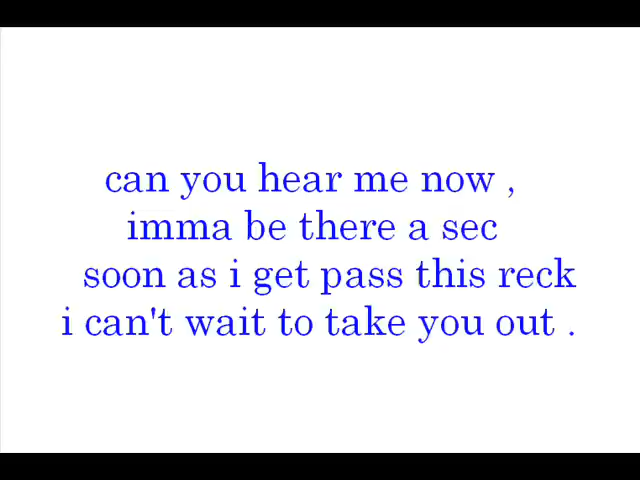 can you hear me now ,
imma be there a sec
soon as i get pass this reck
i can't wait to take you out .